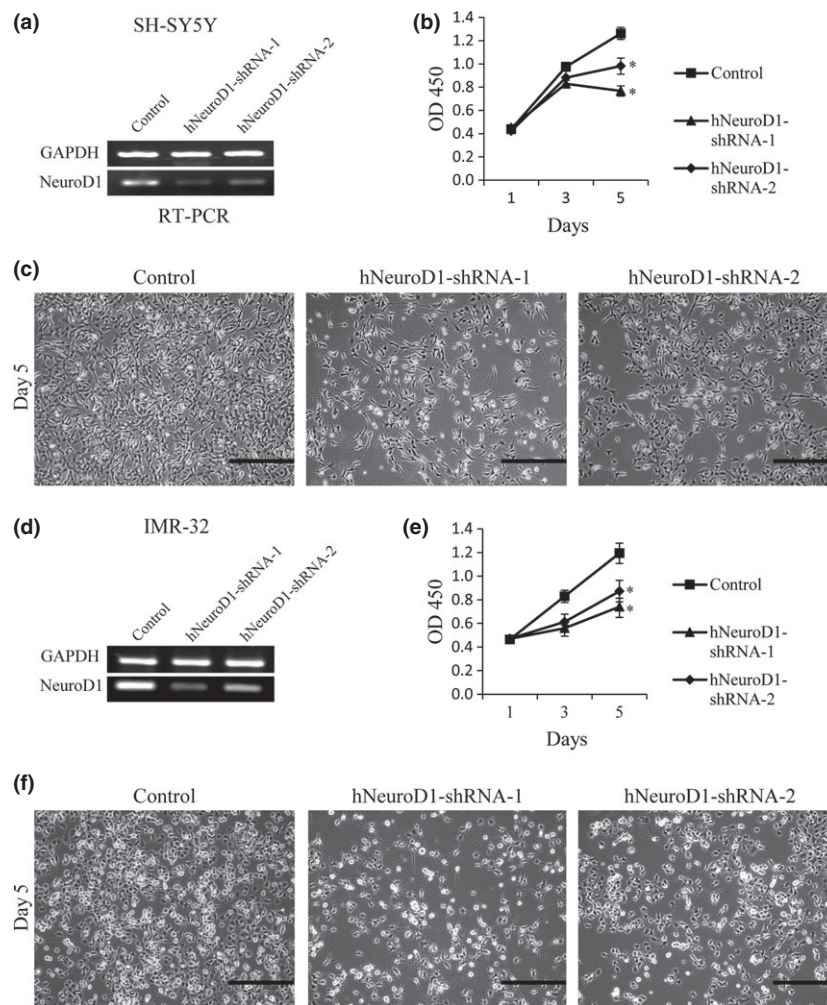 (a)
SH-SY5Y
Control
hNeuroD1-shRNA-1
hNeuroD1-shRNA-2
GAPDH
NeuroD1
RT-PCR
(b)
1.4
1.2
1.0
0.8
0.6
0.4
0.2
0.0
OD 450
*
*
1 3 5
Days
Control
hNeuroD1-
shRNA-1
hNeuroD1-
shRNA-2
(c)
Control
hNeuroD1-shRNA-1
hNeuroD1-shRNA-2
Day 5
(d)
IMR-32
Control
hNeuroD1-shRNA-1
hNeuroD1-shRNA-2
GAPDH
NeuroD1
(e)
1.4
1.2
1.0
0.8
0.6
0.4
0.2
0.0
OD 450
*
*
1 3 5
Days
Control
hNeuroD1-
shRNA-1
hNeuroD1-
shRNA-2
(f)
Control
hNeuroD1-shRNA-1
hNeuroD1-shRNA-2
Day 5